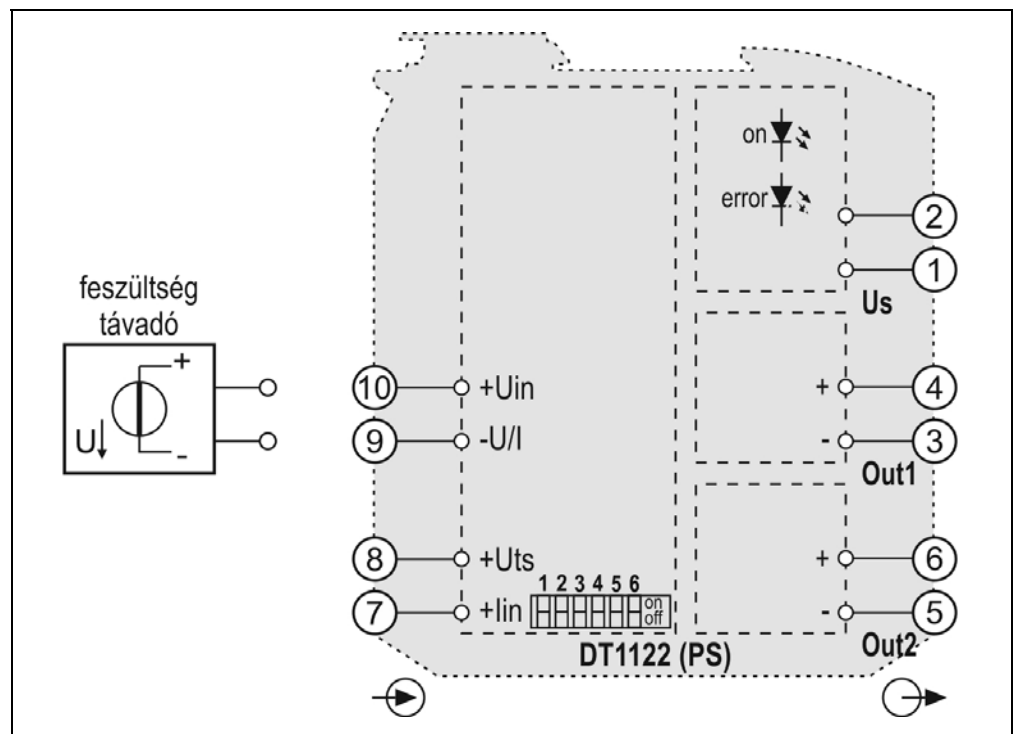 on
error
2
1
Us
feszültség
távadó
+
U
-
10 +Uin
9 -U/I
+ 4
- 3
Out1
8 +Uts
7 +Iin
1 2 3 4 5 6
on
off
+ 6
- 5
Out2
DT1122 (PS)